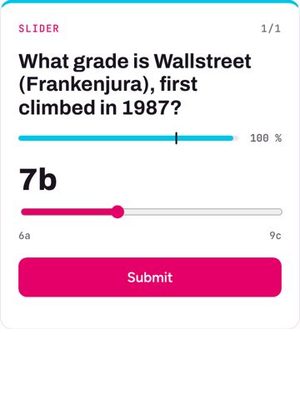 SLIDER
1/1
What grade is Wallstreet
(Frankenjura), first
climbed in 1987?
100 %
7b
6a
9c
Submit